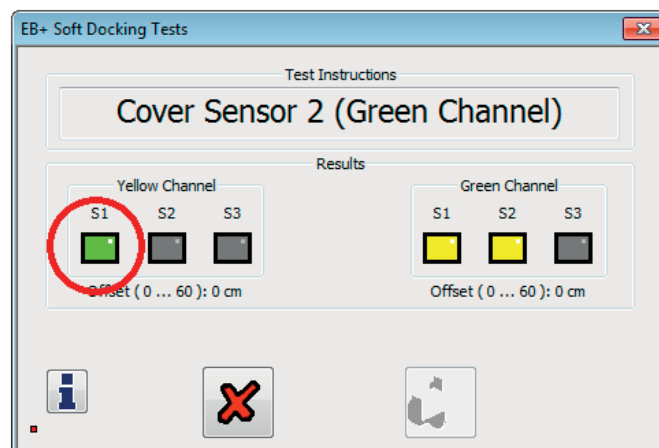 EB+ Soft Docking Tests
Test Instructions
Cover Sensor 2 (Green Channel)
Results
Yellow Channel
Green Channel
S1 S2 S3
S1 S2 S3
Offset ( 0 ... 60 ): 0 cm
Offset ( 0 ... 60 ): 0 cm